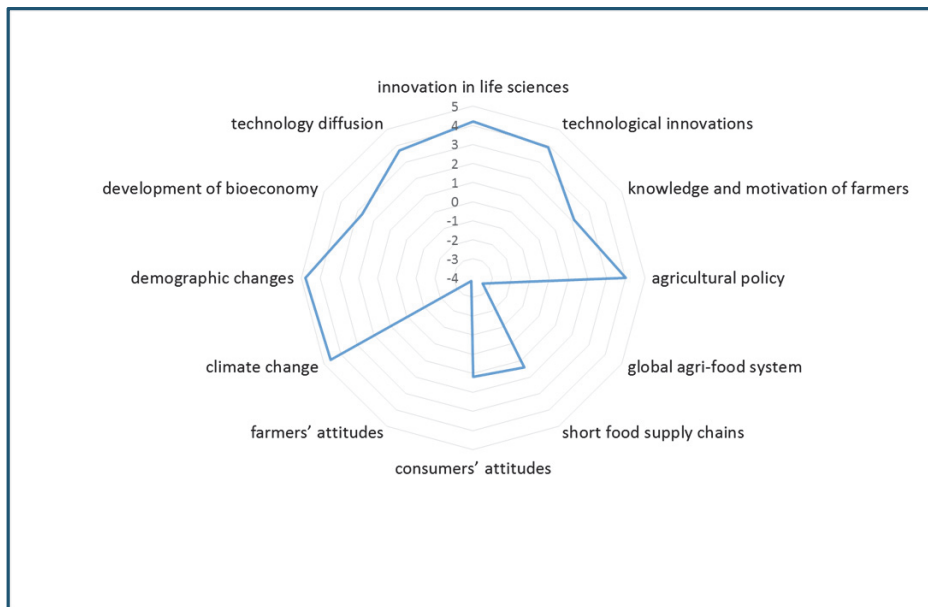 innovation in life sciences
5
technology diffusion
4
technological innovations
3
development of bioeconomy
2
knowledge and motivation of farmers
1
0
-1
-2
-3
demographic changes
-4
agricultural policy
climate change
global agri-food system
farmers’ attitudes
short food supply chains
consumers’ attitudes